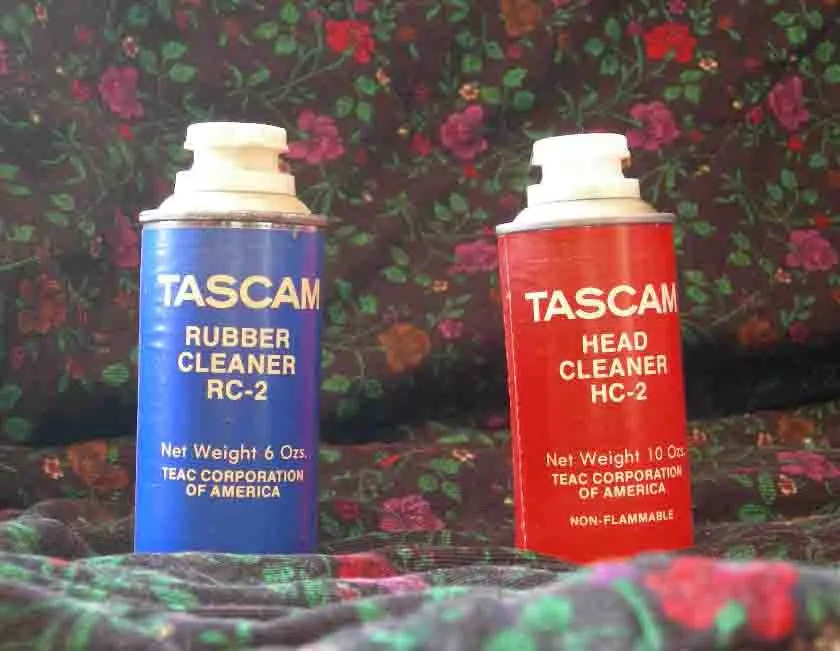 TASCAM
RUBBER
CLEANER
RC-2
Net Weight 6 Ozs.
TEAC CORPORATION
OF AMERICA
TASCAM
HEAD
CLEANER
HC-2
Net Weight 10 Ozs
TEAC CORPORATION
OF AMERICA
NON-FLAMMABLE